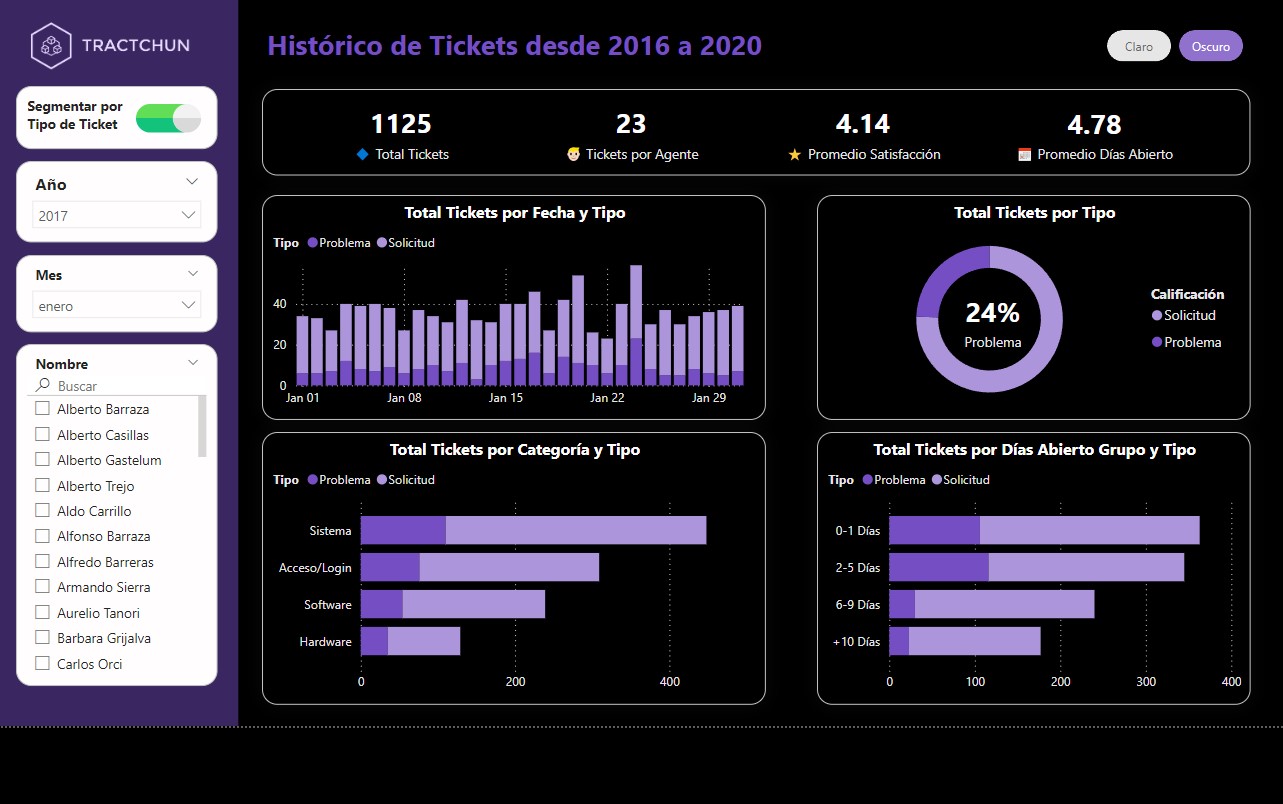 TRACTCHUN
Histórico de Tickets desde 2016 a 2020
Claro
Oscuro
Segmentar por
Tipo de Ticket
Año
2017
Mes
enero
Nombre
Buscar
Alberto Barraza
Alberto Casillas
Alberto Gastelum
Alberto Trejo
Aldo Carrillo
Alfonso Barraza
Alfredo Barreras
Armando Sierra
Aurelio Tanori
Barbara Grijalva
Carlos Orci
1125
Total Tickets
23
Tickets por Agente
4.14
Promedio Satisfacción
4.78
Promedio Días Abierto
Total Tickets por Fecha y Tipo
Tipo Problema Solicitud
40
20
0
Jan 01 Jan 08 Jan 15 Jan 22 Jan 29
Total Tickets por Tipo
24%
Problema
Calificación
Solicitud
Problema
Total Tickets por Categoría y Tipo
Tipo Problema Solicitud
Sistema
Acceso/Login
Software
Hardware
0 200 400
Total Tickets por Días Abierto Grupo y Tipo
Tipo Problema Solicitud
0-1 Días
2-5 Días
6-9 Días
+10 Días
0 100 200 300 400